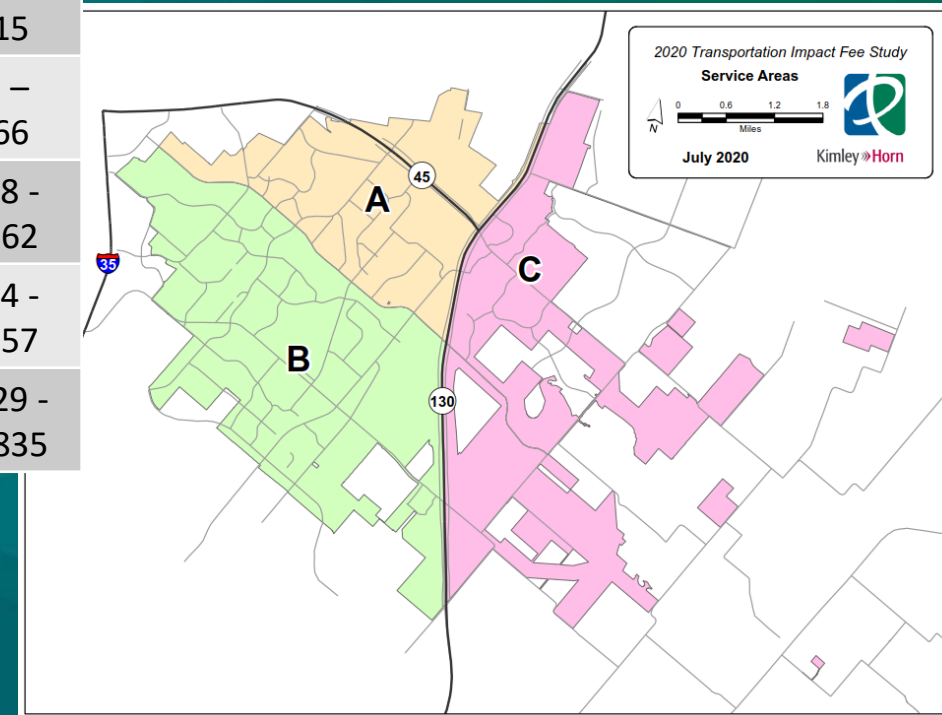 15
–
66
8 -
62
4 -
57
29 -
835
2020 Transportation Impact Fee Study
Service Areas
0 0.6 1.2 1.8
Miles
N
July 2020
Kimley»Horn
A
45
C
35
B
130